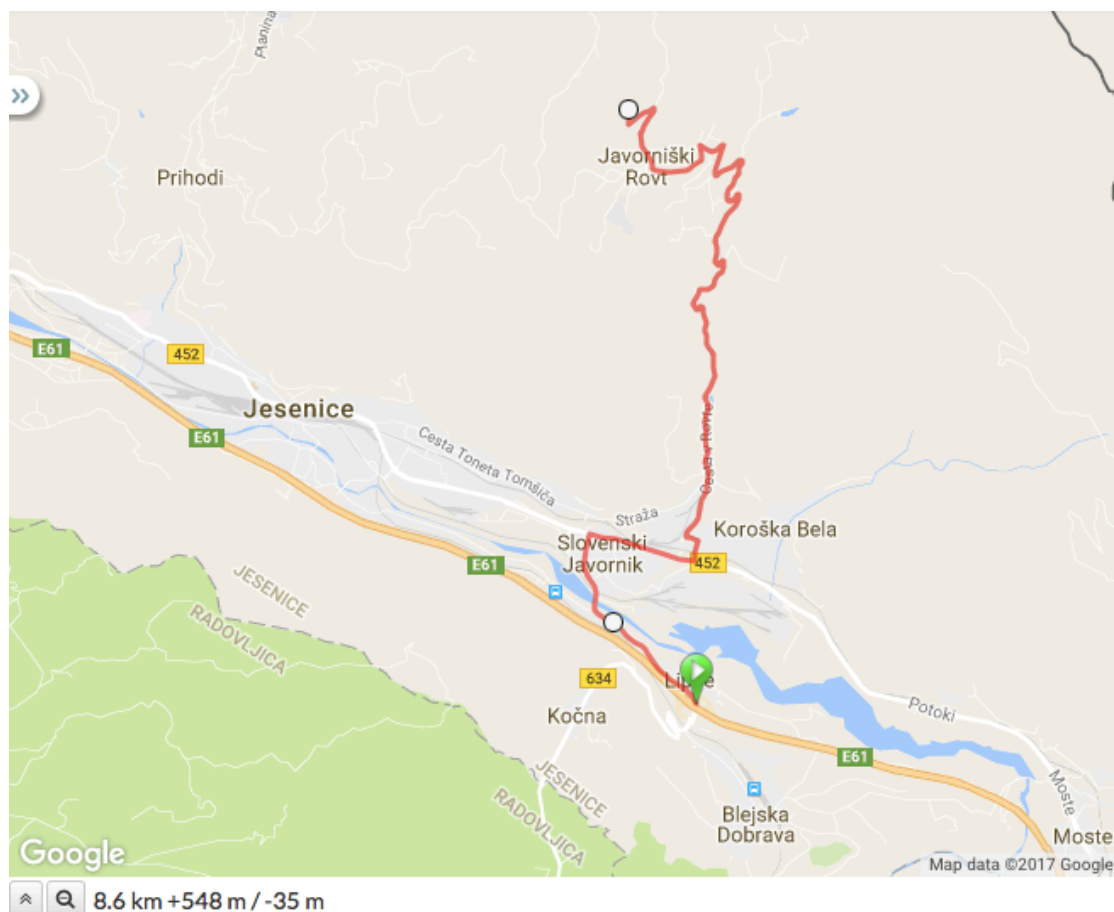 Planina
»
Javorniški
Rovt
Prihodi
E61
452
Jesenice
E61
Cesta Toneta Tomšiča
Cesta v Rovte
Straža
Koroška Bela
Slovenski
Javornik
452
E61
JESENICE
RADOVLJICA
634
Kočna
Potoki
E61
JESENICE
RADOVLJICA
Blejska
Dobrava
Moste
Moste
Google
Map data ©2017 Google
8.6 km +548 m / -35 m